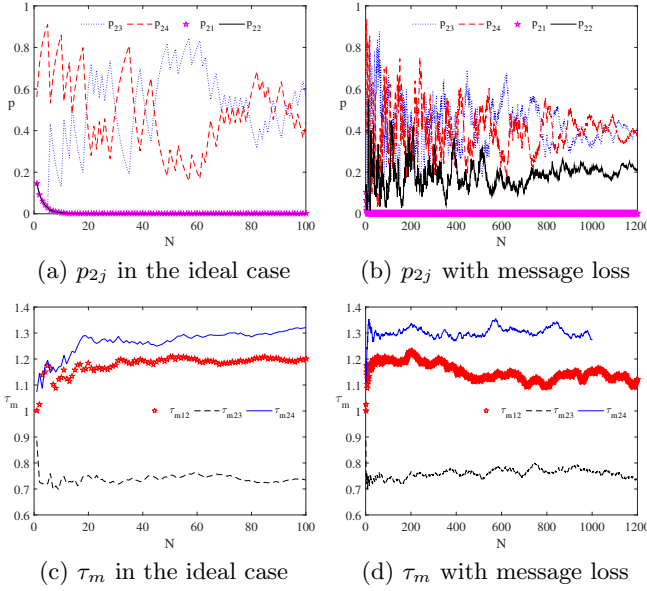 p23 p24 p21 p22
1
0.8
0.6
p
0.4
0.2
0
0 20 40 60 80 100
N
(a) p2j in the ideal case
p23 p24 p21 p22
1
0.8
0.6
p
0.4
0.2
0
0 200 400 600 800 1000 1200
N
(b) p2j with message loss
1.4
1.3
1.2
1.1
τm
1
τm12 τm23 τm24
0.9
0.8
0.7
0.6
0 20 40 60 80 100
N
(c) τm in the ideal case
1.4
1.3
1.2
1.1
τm
1
τm12 τm23 τm24
0.9
0.8
0.7
0.6
0 200 400 600 800 1000 1200
N
(d) τm with message loss